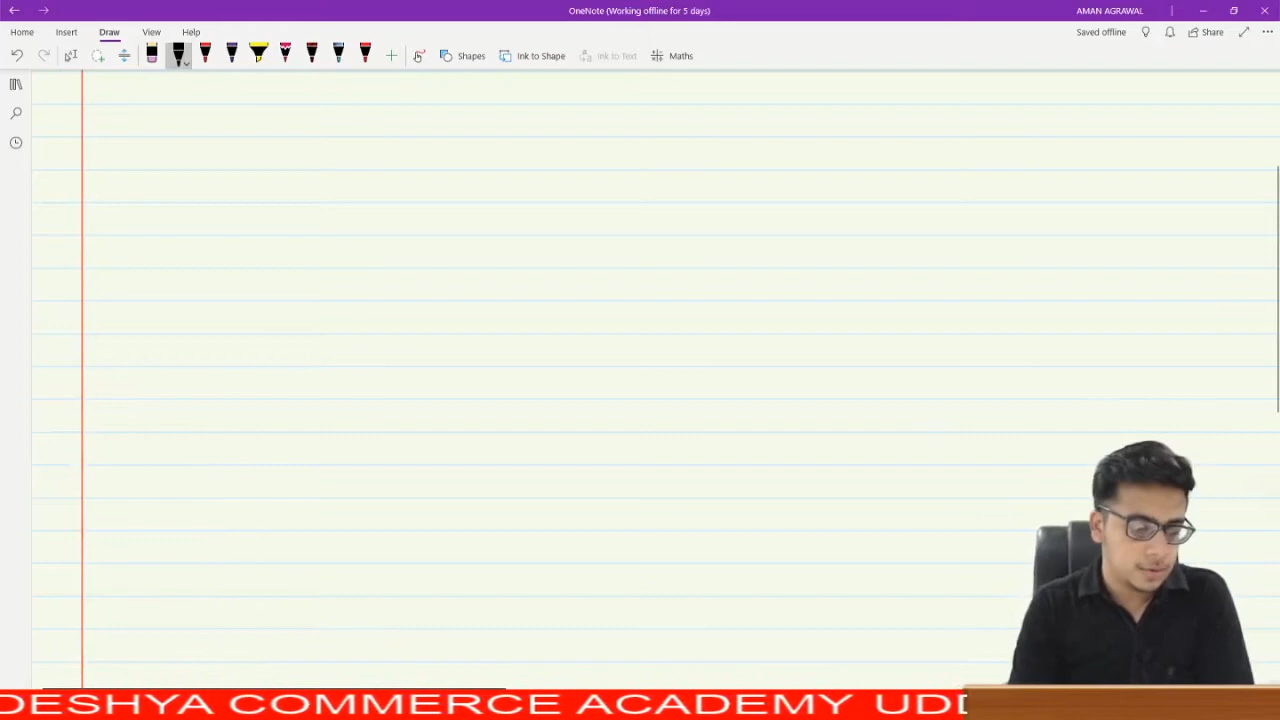 OneNote (Working offline for 5 days)
AMAN AGRAWAL
Home Insert Draw View Help
Saved offline
Share
Shapes
Ink to Shape
Ink to Text
Maths
DESHYA COMMERCE ACADEMY UDD